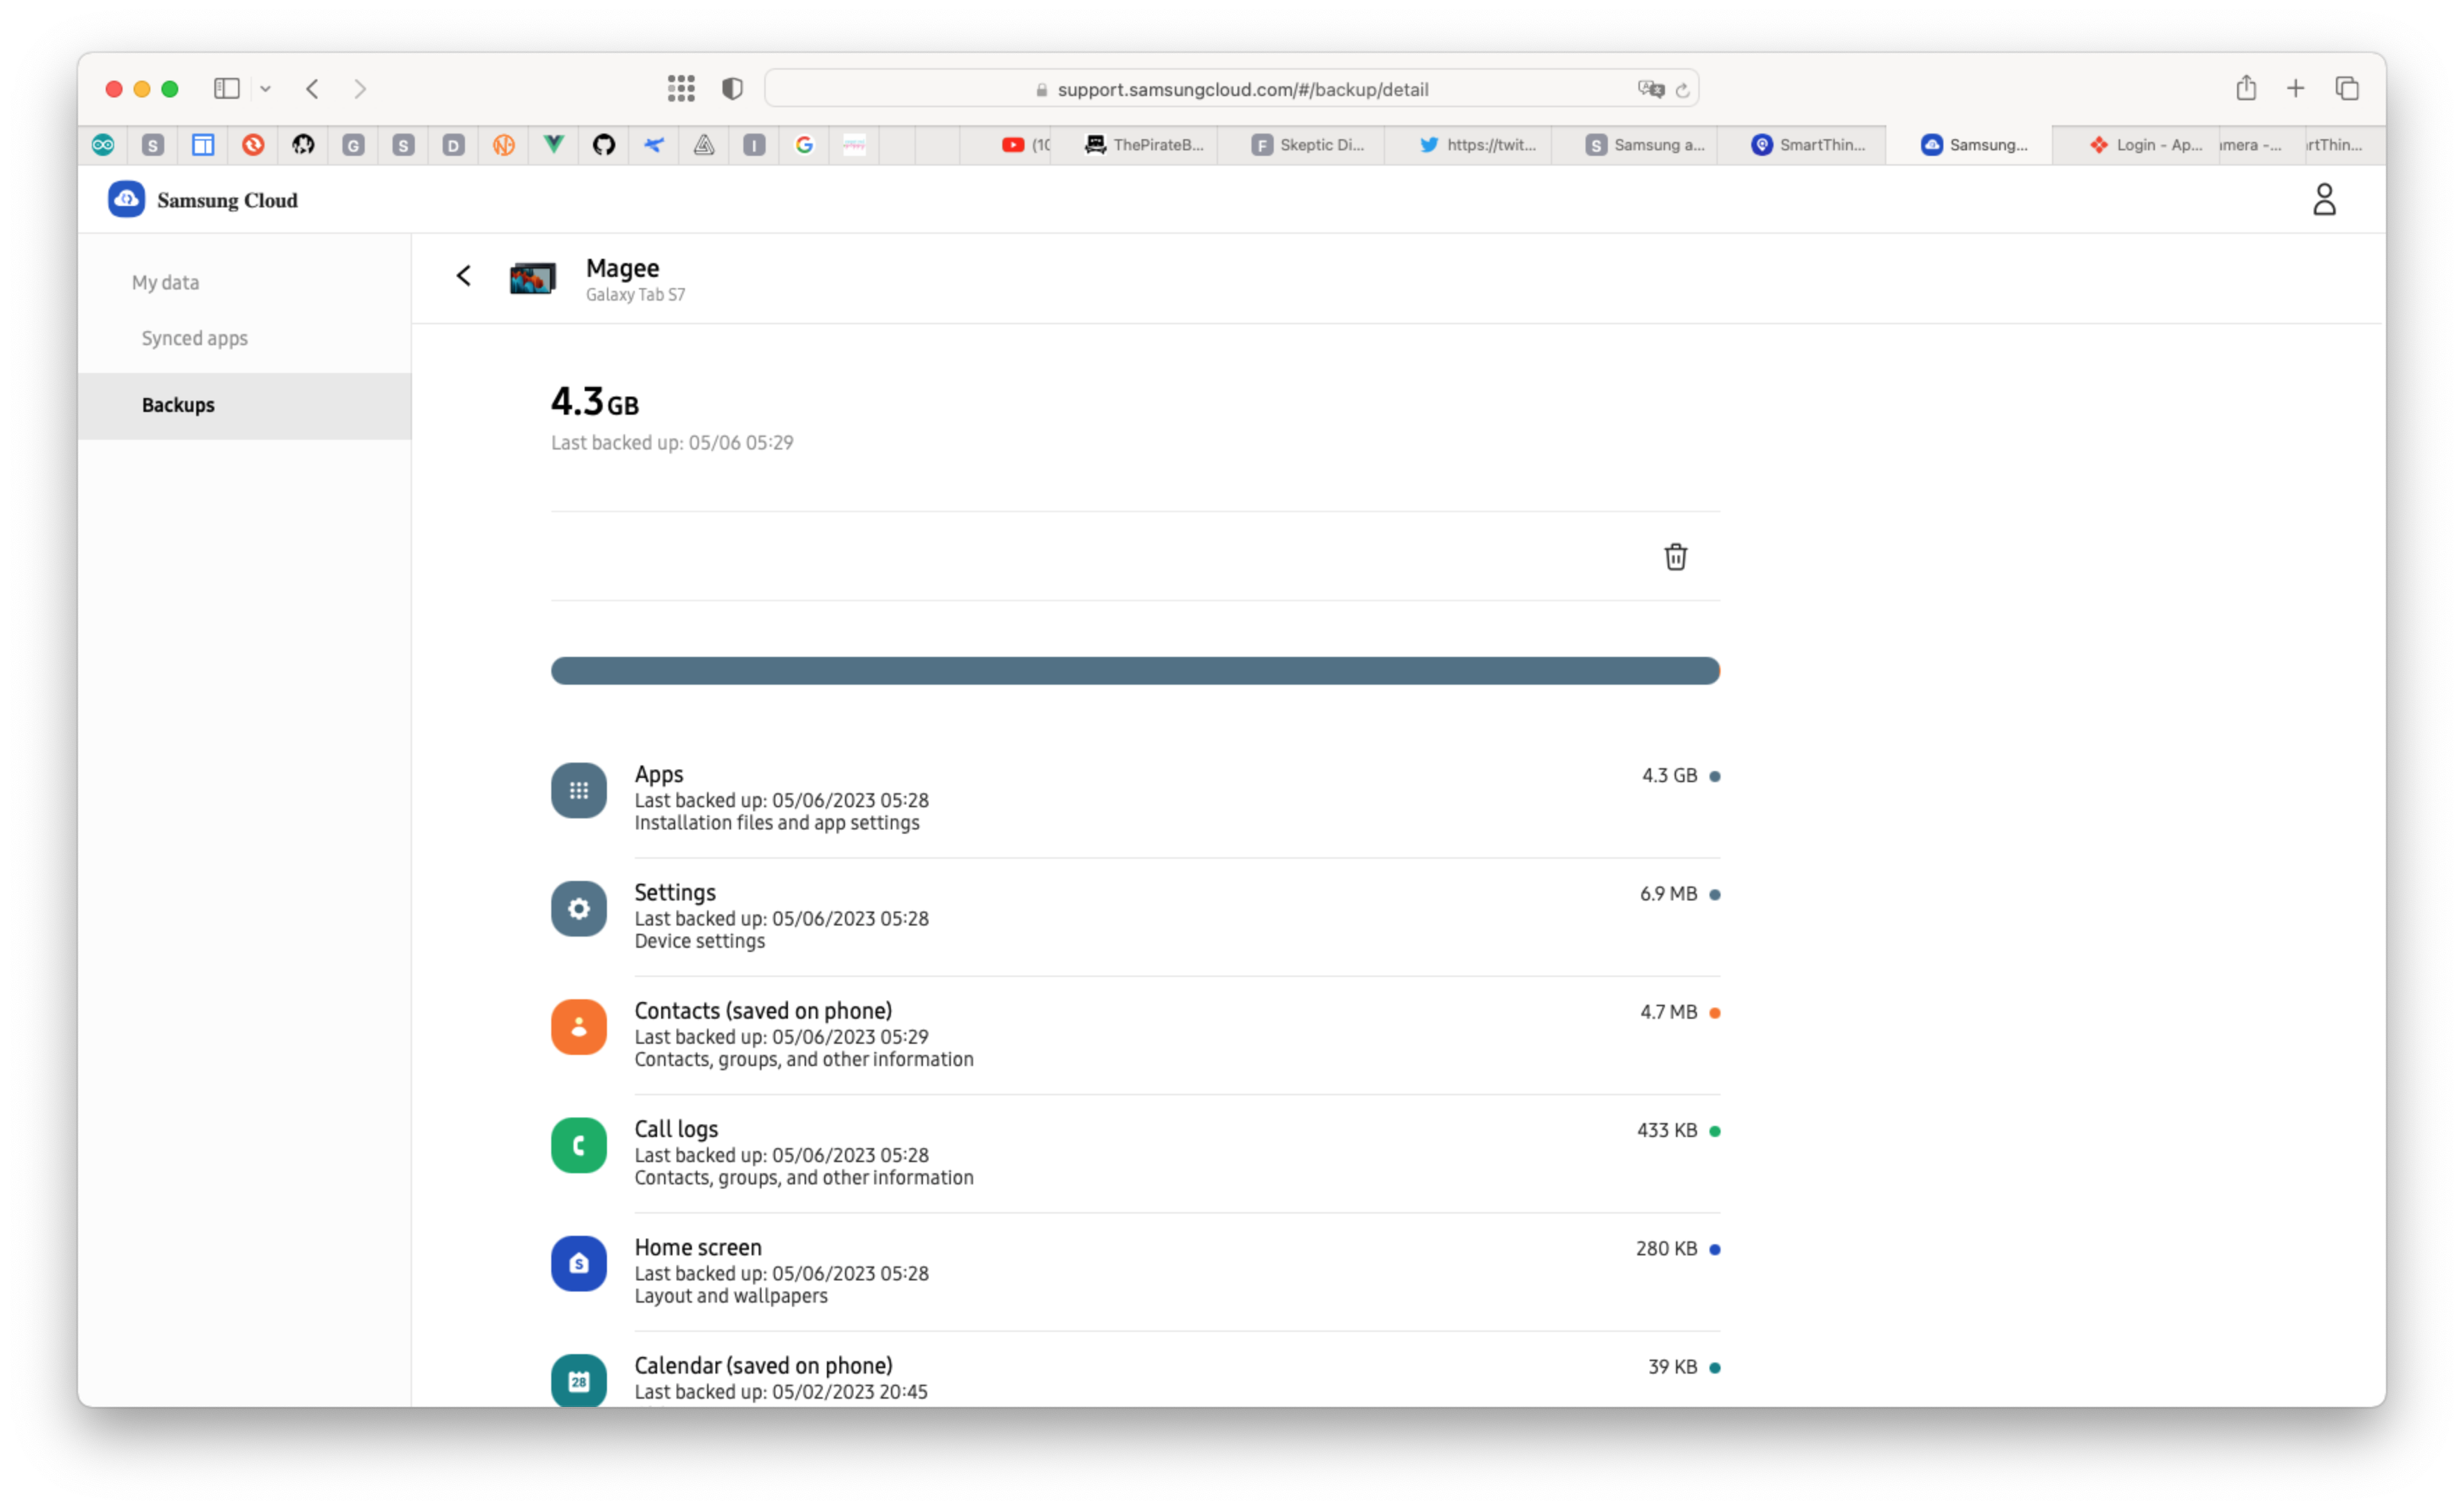 support.samsungcloud.com/#/backup/detail
S
G
S
D
I
G
(10
ThePirateB...
F Skeptic Di...
https://twit...
S Samsung a...
SmartThin...
Samsung...
Login - Ap...
mera -...
rtThin...
Samsung Cloud
My data
Synced apps
Backups
Magee
Galaxy Tab S7
4.3 GB
Last backed up: 05/06 05:29
Apps
4.3 GB
Last backed up: 05/06/2023 05:28
Installation files and app settings
Settings
6.9 MB
Last backed up: 05/06/2023 05:28
Device settings
Contacts (saved on phone)
4.7 MB
Last backed up: 05/06/2023 05:29
Contacts, groups, and other information
Call logs
433 KB
Last backed up: 05/06/2023 05:28
Contacts, groups, and other information
Home screen
280 KB
Last backed up: 05/06/2023 05:28
Layout and wallpapers
Calendar (saved on phone)
39 KB
28
Last backed up: 05/02/2023 20:45